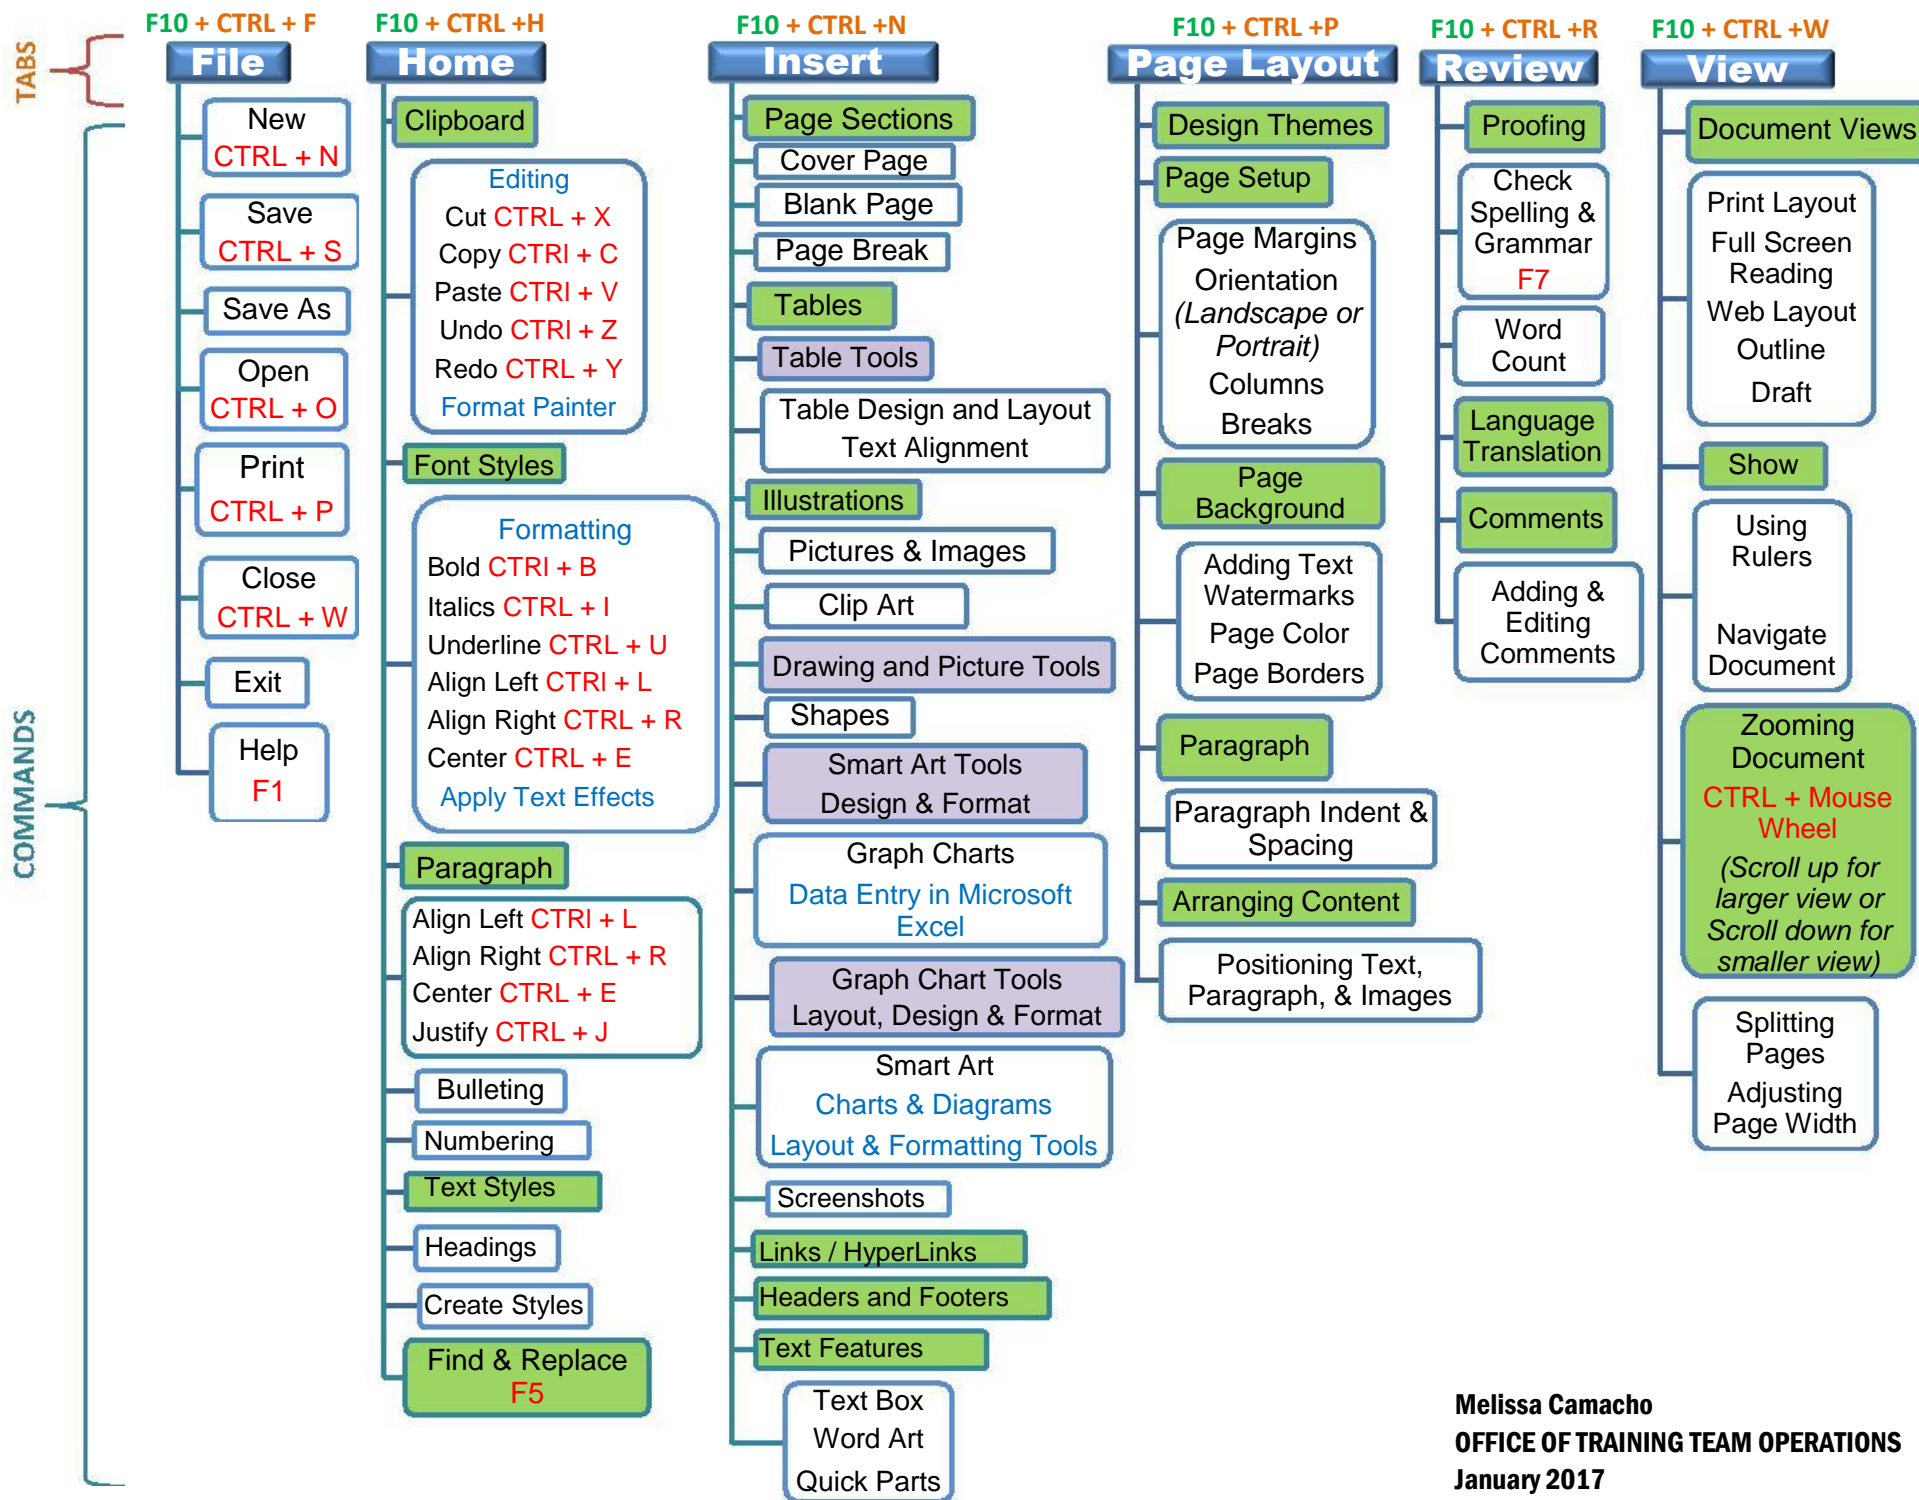 TABS
COMMANDS
F10 + CTRL + F
File
New
CTRL + N
Save
CTRL + S
Save As
Open
CTRL + O
Print
CTRL + P
Close
CTRL + W
Exit
Help
F1
F10 + CTRL +H
Home
Clipboard
Editing
Cut CTRL + X
Copy CTRl + C
Paste CTRl + V
Undo CTRl + Z
Redo CTRL + Y
Format Painter
Font Styles
Formatting
Bold CTRl + B
Italics CTRL + I
Underline CTRL + U
Align Left CTRl + L
Align Right CTRL + R
Center CTRL + E
Apply Text Effects
Paragraph
Align Left CTRl + L
Align Right CTRL + R
Center CTRL + E
Justify CTRL + J
Bulleting
Numbering
Text Styles
Headings
Create Styles
Find & Replace
F5
F10 + CTRL +N
Insert
Page Sections
Cover Page
Blank Page
Page Break
Tables
Table Tools
Table Design and Layout
Text Alignment
Illustrations
Pictures & Images
Clip Art
Drawing and Picture Tools
Shapes
Smart Art Tools
Design & Format
Graph Charts
Data Entry in Microsoft
Excel
Graph Chart Tools
Layout, Design & Format
Smart Art
Charts & Diagrams
Layout & Formatting Tools
Screenshots
Links / HyperLinks
Headers and Footers
Text Features
Text Box
Word Art
Quick Parts
F10 + CTRL +P
Page Layout
Design Themes
Page Setup
Page Margins
Orientation
(Landscape or
Portrait)
Columns
Breaks
Page
Background
Adding Text
Watermarks
Page Color
Page Borders
Paragraph
Paragraph Indent &
Spacing
Arranging Content
Positioning Text,
Paragraph, & Images
F10 + CTRL +R
Review
Proofing
Check
Spelling &
Grammar
F7
Word
Count
Language
Translation
Comments
Adding &
Editing
Comments
F10 + CTRL +W
View
Document Views
Print Layout
Full Screen
Reading
Web Layout
Outline
Draft
Show
Using
Rulers
Navigate
Document
Zooming
Document
CTRL + Mouse
Wheel
(Scroll up for
larger view or
Scroll down for
smaller view)
Splitting
Pages
Adjusting
Page Width
Melissa Camacho
OFFICE OF TRAINING TEAM OPERATIONS
January 2017